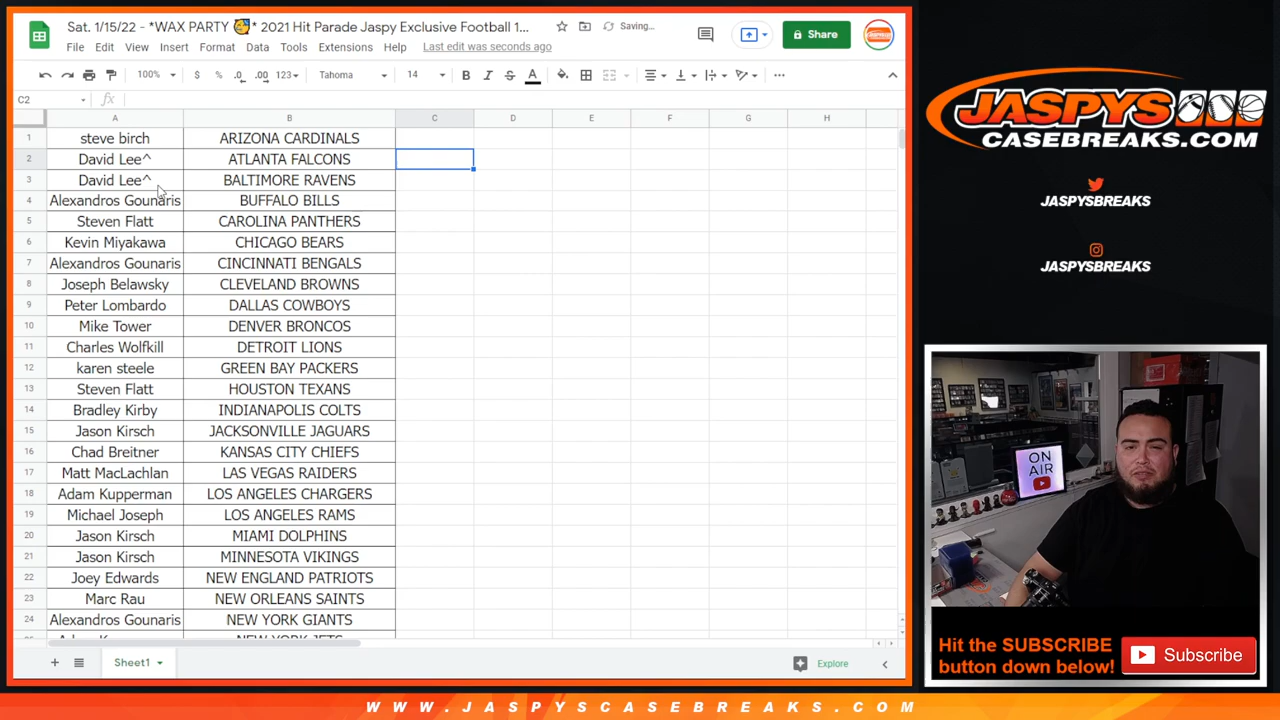 Sat. 1/15/22 - *WAX PARTY 🥳* 2021 Hit Parade Jaspy Exclusive Football 1...
Saving...
Share
File Edit View Insert Format Data Tools Extensions Help Last edit was seconds ago
100% $ % .0 .00 123 Tahoma 14 B I S A
C2 fx
A B C D E F G H
1 steve birch ARIZONA CARDINALS
2 David Lee^ ATLANTA FALCONS
3 David Lee^ BALTIMORE RAVENS
4 Alexandros Gounaris BUFFALO BILLS
5 Steven Flatt CAROLINA PANTHERS
6 Kevin Miyakawa CHICAGO BEARS
7 Alexandros Gounaris CINCINNATI BENGALS
8 Joseph Belawsky CLEVELAND BROWNS
9 Peter Lombardo DALLAS COWBOYS
10 Mike Tower DENVER BRONCOS
11 Charles Wolfkill DETROIT LIONS
12 karen steele GREEN BAY PACKERS
13 Steven Flatt HOUSTON TEXANS
14 Bradley Kirby INDIANAPOLIS COLTS
15 Jason Kirsch JACKSONVILLE JAGUARS
16 Chad Breitner KANSAS CITY CHIEFS
17 Matt MacLachlan LAS VEGAS RAIDERS
18 Adam Kupperman LOS ANGELES CHARGERS
19 Michael Joseph LOS ANGELES RAMS
20 Jason Kirsch MIAMI DOLPHINS
21 Jason Kirsch MINNESOTA VIKINGS
22 Joey Edwards NEW ENGLAND PATRIOTS
23 Marc Rau NEW ORLEANS SAINTS
24 Alexandros Gounaris NEW YORK GIANTS
NEW YORK JETS
Sheet1
Explore
JASPYS
CASEBREAKS.COM
JASPYSBREAKS
JASPYSBREAKS
ON
AIR
Hit the SUBSCRIBE
button down below!
Subscribe
WWW.JASPYSCASEBREAKS.COM